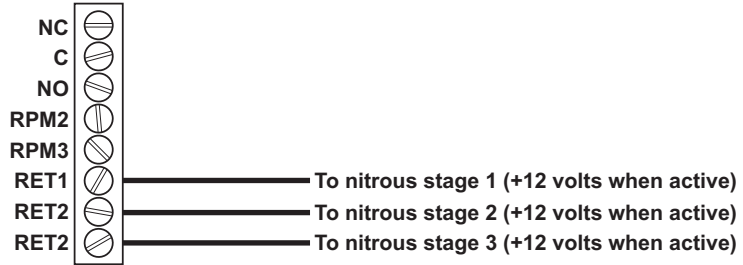 NC
C
NO
RPM2
RPM3
RET1 To nitrous stage 1 (+12 volts when active)
RET2 To nitrous stage 2 (+12 volts when active)
RET2 To nitrous stage 3 (+12 volts when active)